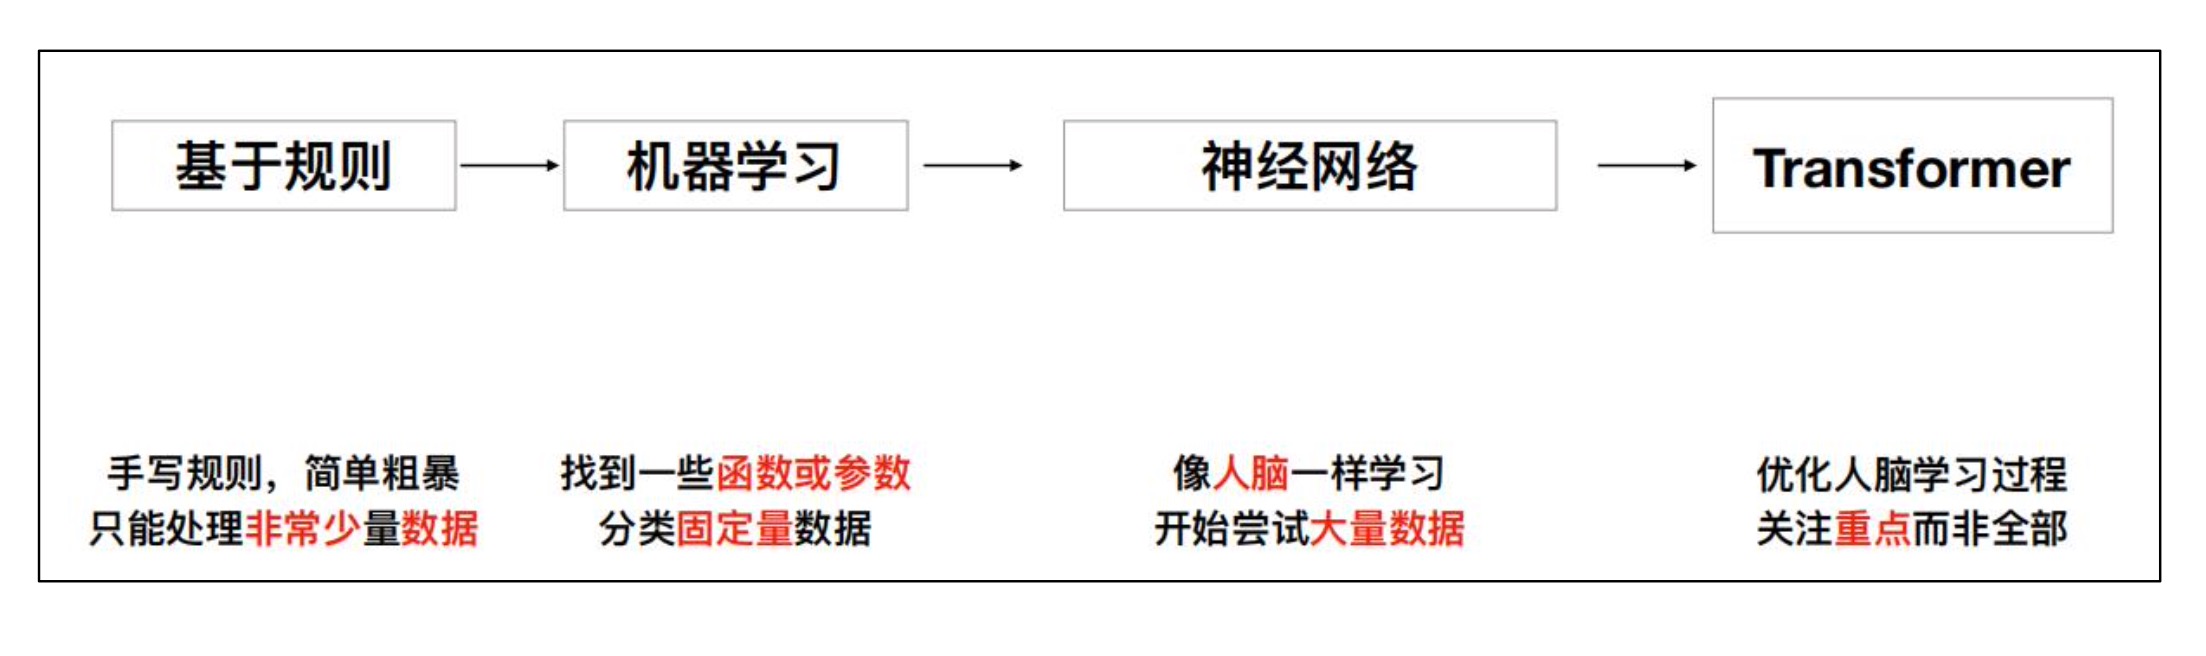 基于规则
机器学习
神经网络
Transformer
手写规则，简单粗暴
只能处理非常少量数据
找到一些函数或参数
分类固定量数据
像人脑一样学习
开始尝试大量数据
优化人脑学习过程
关注重点而非全部